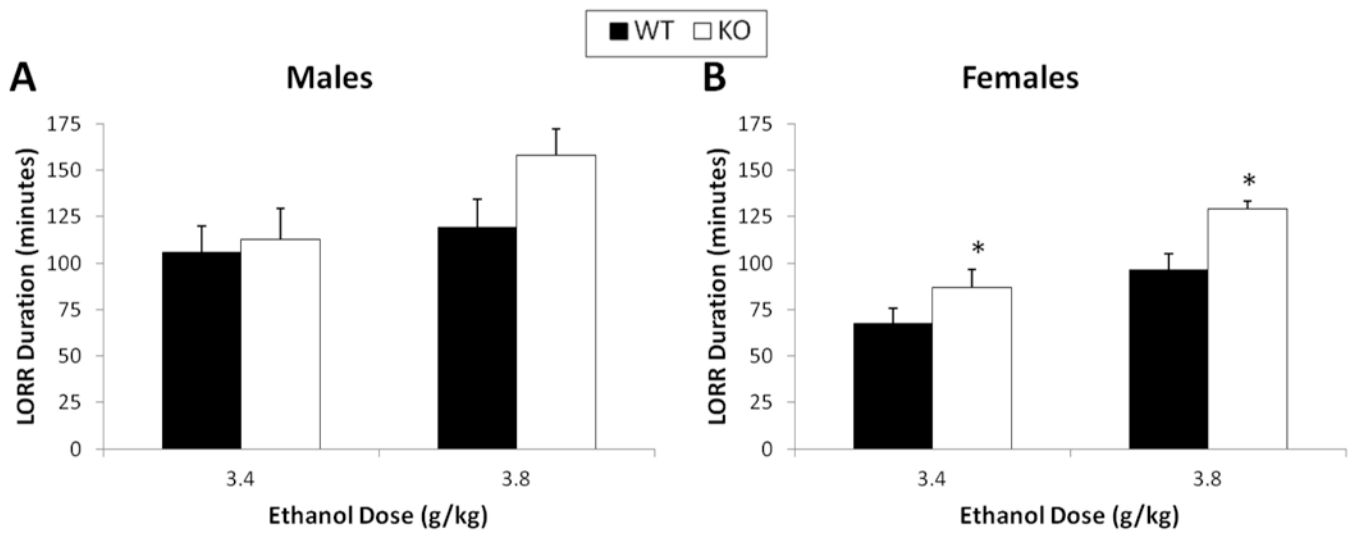 WT KO
A Males
175
150
125
100
75
50
25
0
LORR Duration (minutes)
3.4 3.8
Ethanol Dose (g/kg)
B Females
175
150
125
100
75
50
25
0
LORR Duration (minutes)
*
*
3.4 3.8
Ethanol Dose (g/kg)